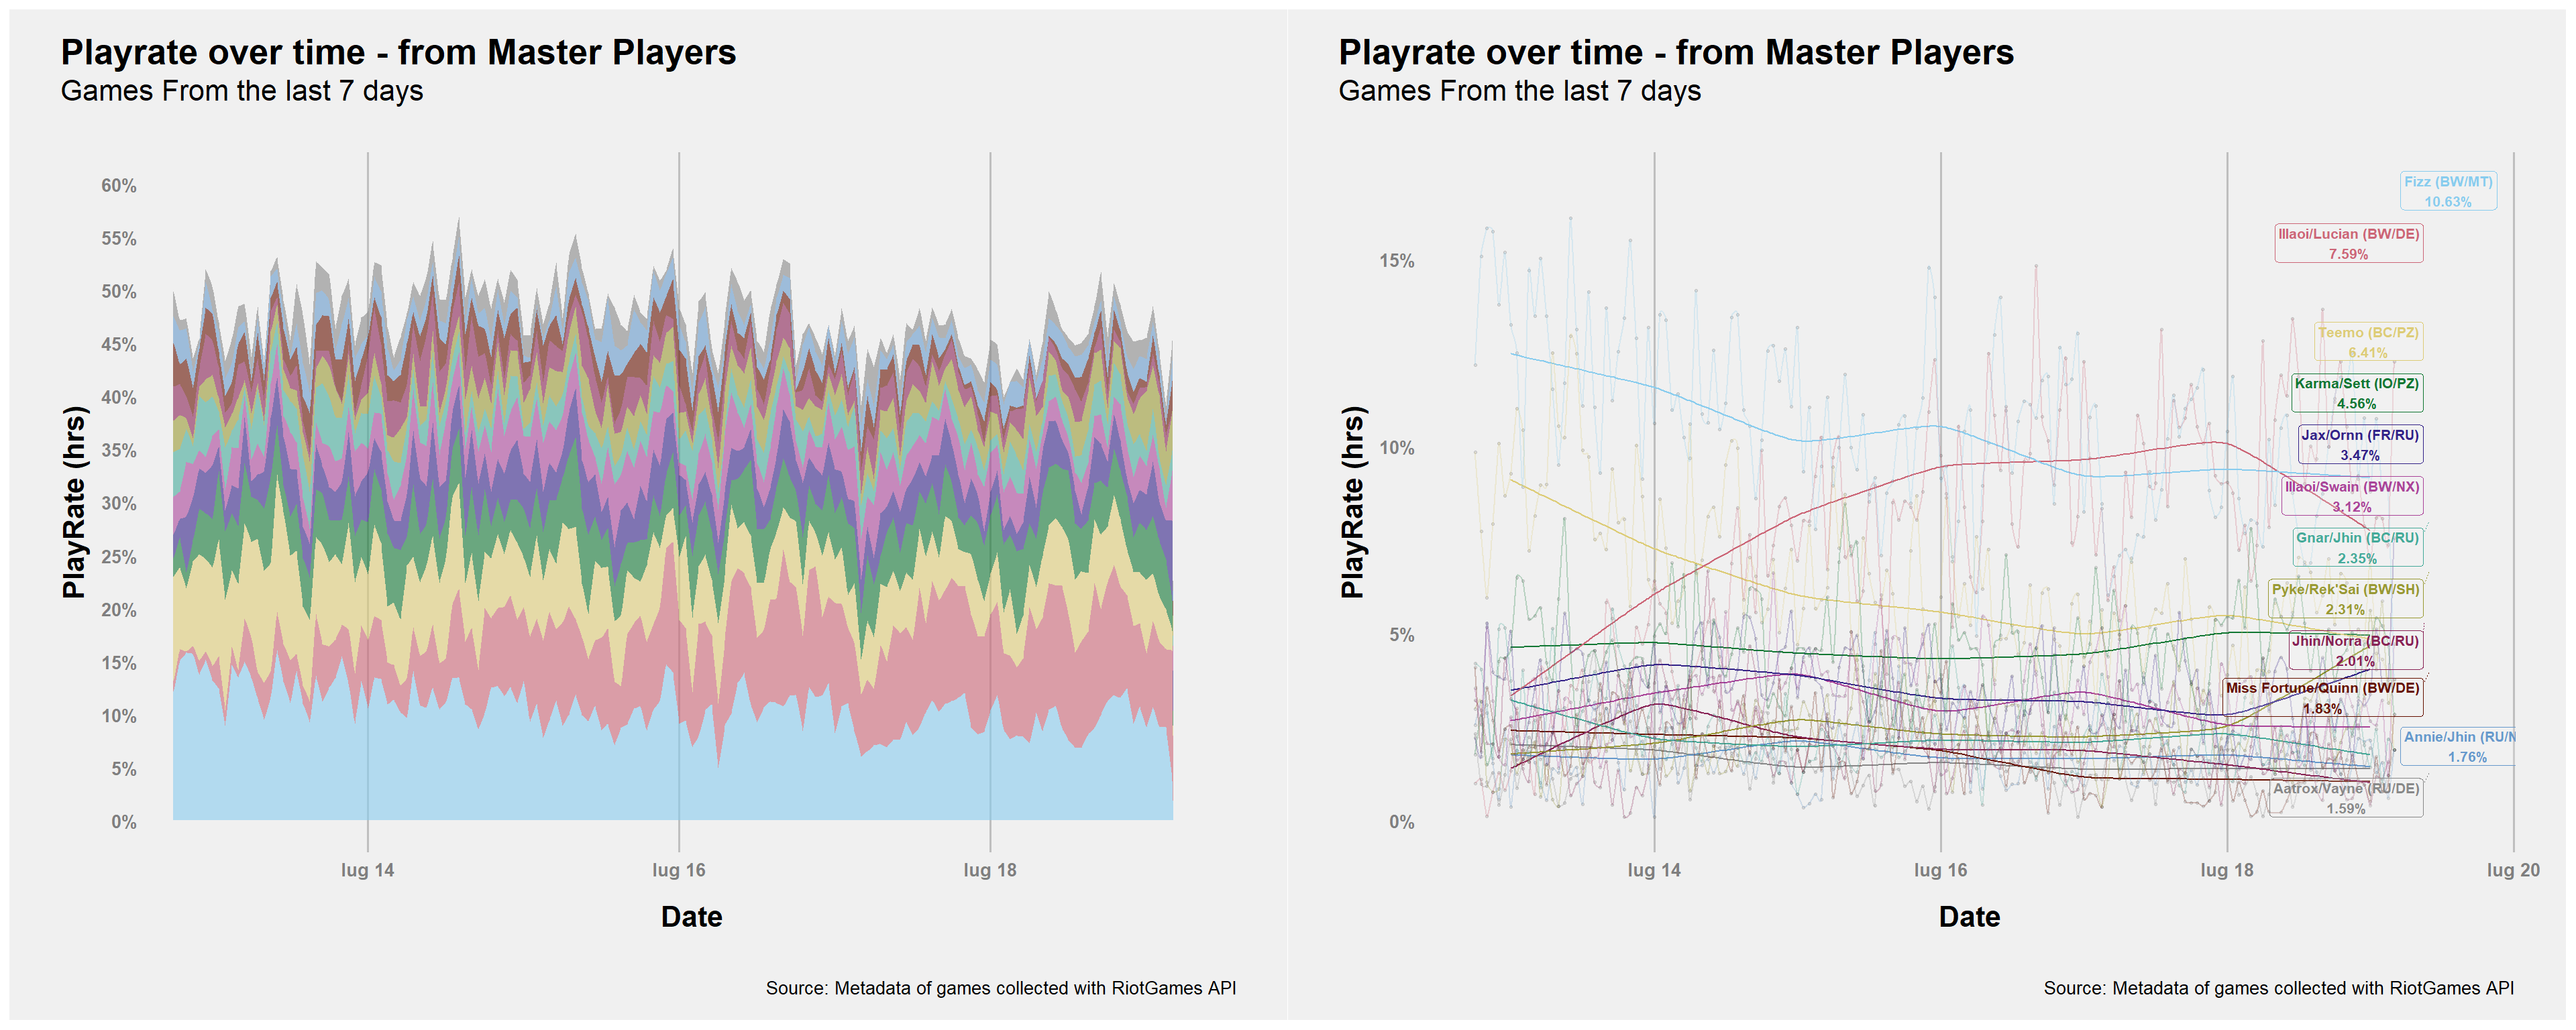 Playrate over time - from Master Players
Games From the last 7 days
60%
55%
50%
45%
40%
35%
30%
25%
20%
15%
10%
5%
0%
PlayRate (hrs)
lug 14
lug 16
lug 18
Date
Source: Metadata of games collected with RiotGames API
Playrate over time - from Master Players
Games From the last 7 days
15%
10%
5%
0%
PlayRate (hrs)
Fizz (BW/MT)
10.63%
Illaoi/Lucian (BW/DE)
7.59%
Teemo (BC/PZ)
6.41%
Karma/Sett (IO/PZ)
4.56%
Jax/Ornn (FR/RU)
3.47%
Illaoi/Swain (BW/NX)
3.12%
Gnar/Jhin (BC/RU)
2.35%
Pyke/Rek'Sai (BW/SH)
2.31%
Jhin/Norra (BC/RU)
2.01%
Miss Fortune/Quinn (BW/DE)
1.83%
Annie/Jhin (RU/N
1.76%
Aatrox/Vayne (RU/DE)
1.59%
lug 14
lug 16
lug 18
lug 20
Date
Source: Metadata of games collected with RiotGames API